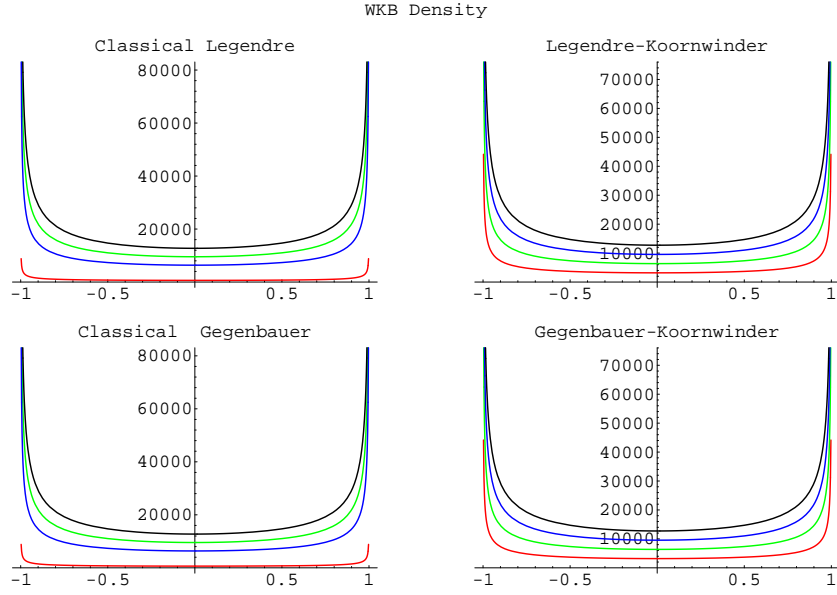 WKB Density
Classical Legendre
80000
60000
40000
20000
-1 -0.5 0.5 1
Legendre-Koornwinder
70000
60000
50000
40000
30000
20000
10000
-1 -0.5 0.5 1
Classical  Gegenbauer
80000
60000
40000
20000
-1 -0.5 0.5 1
Gegenbauer-Koornwinder
70000
60000
50000
40000
30000
20000
10000
-1 -0.5 0.5 1